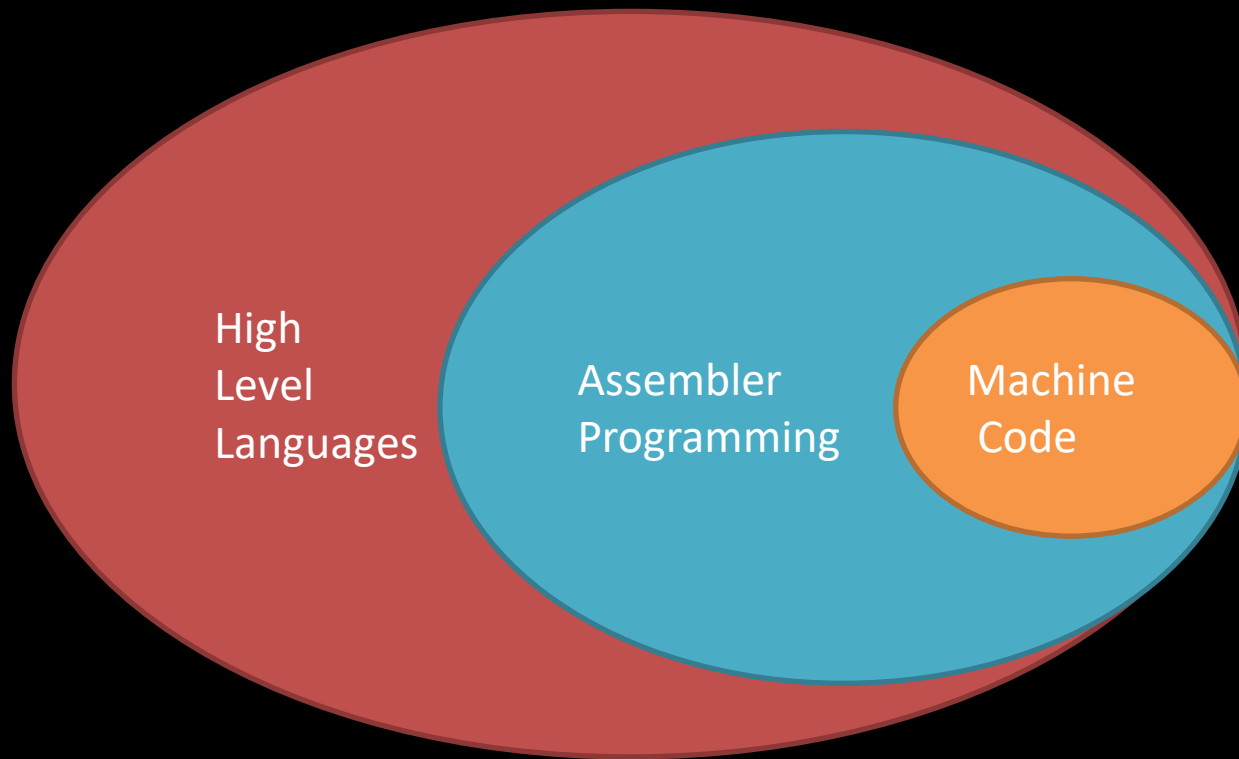 High
Level
Languages
Assembler
Programming
Machine
Code